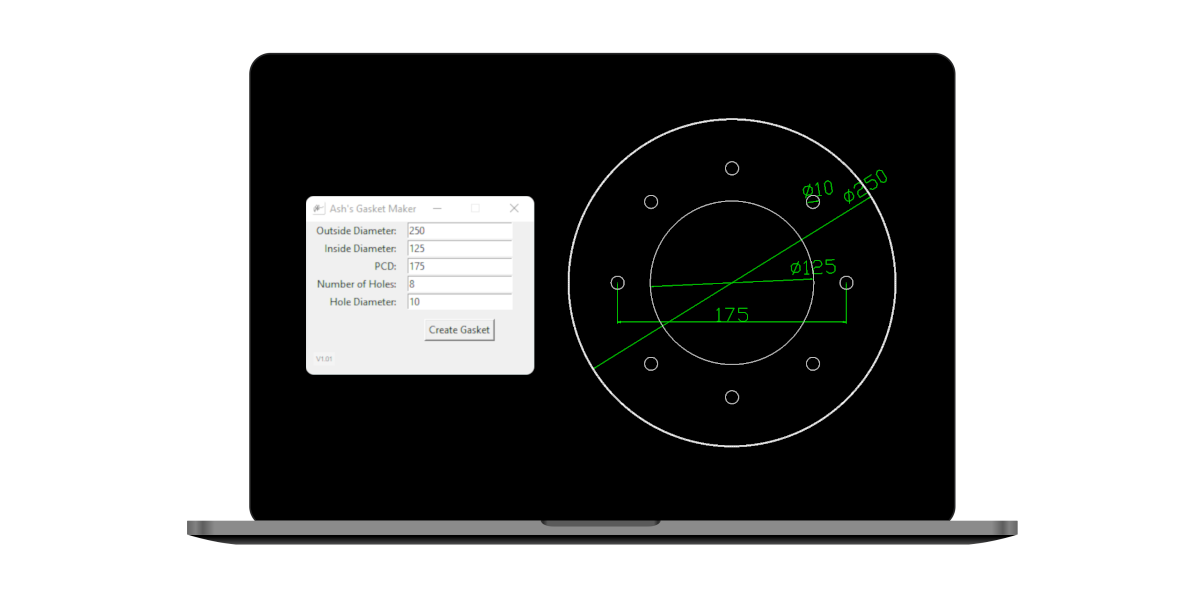 Ash's Gasket Maker
Outside Diameter: 250
Inside Diameter: 125
PCD: 175
Number of Holes: 8
Hole Diameter: 10
Create Gasket
V1.01
Ø10
Ø250
Ø125
175